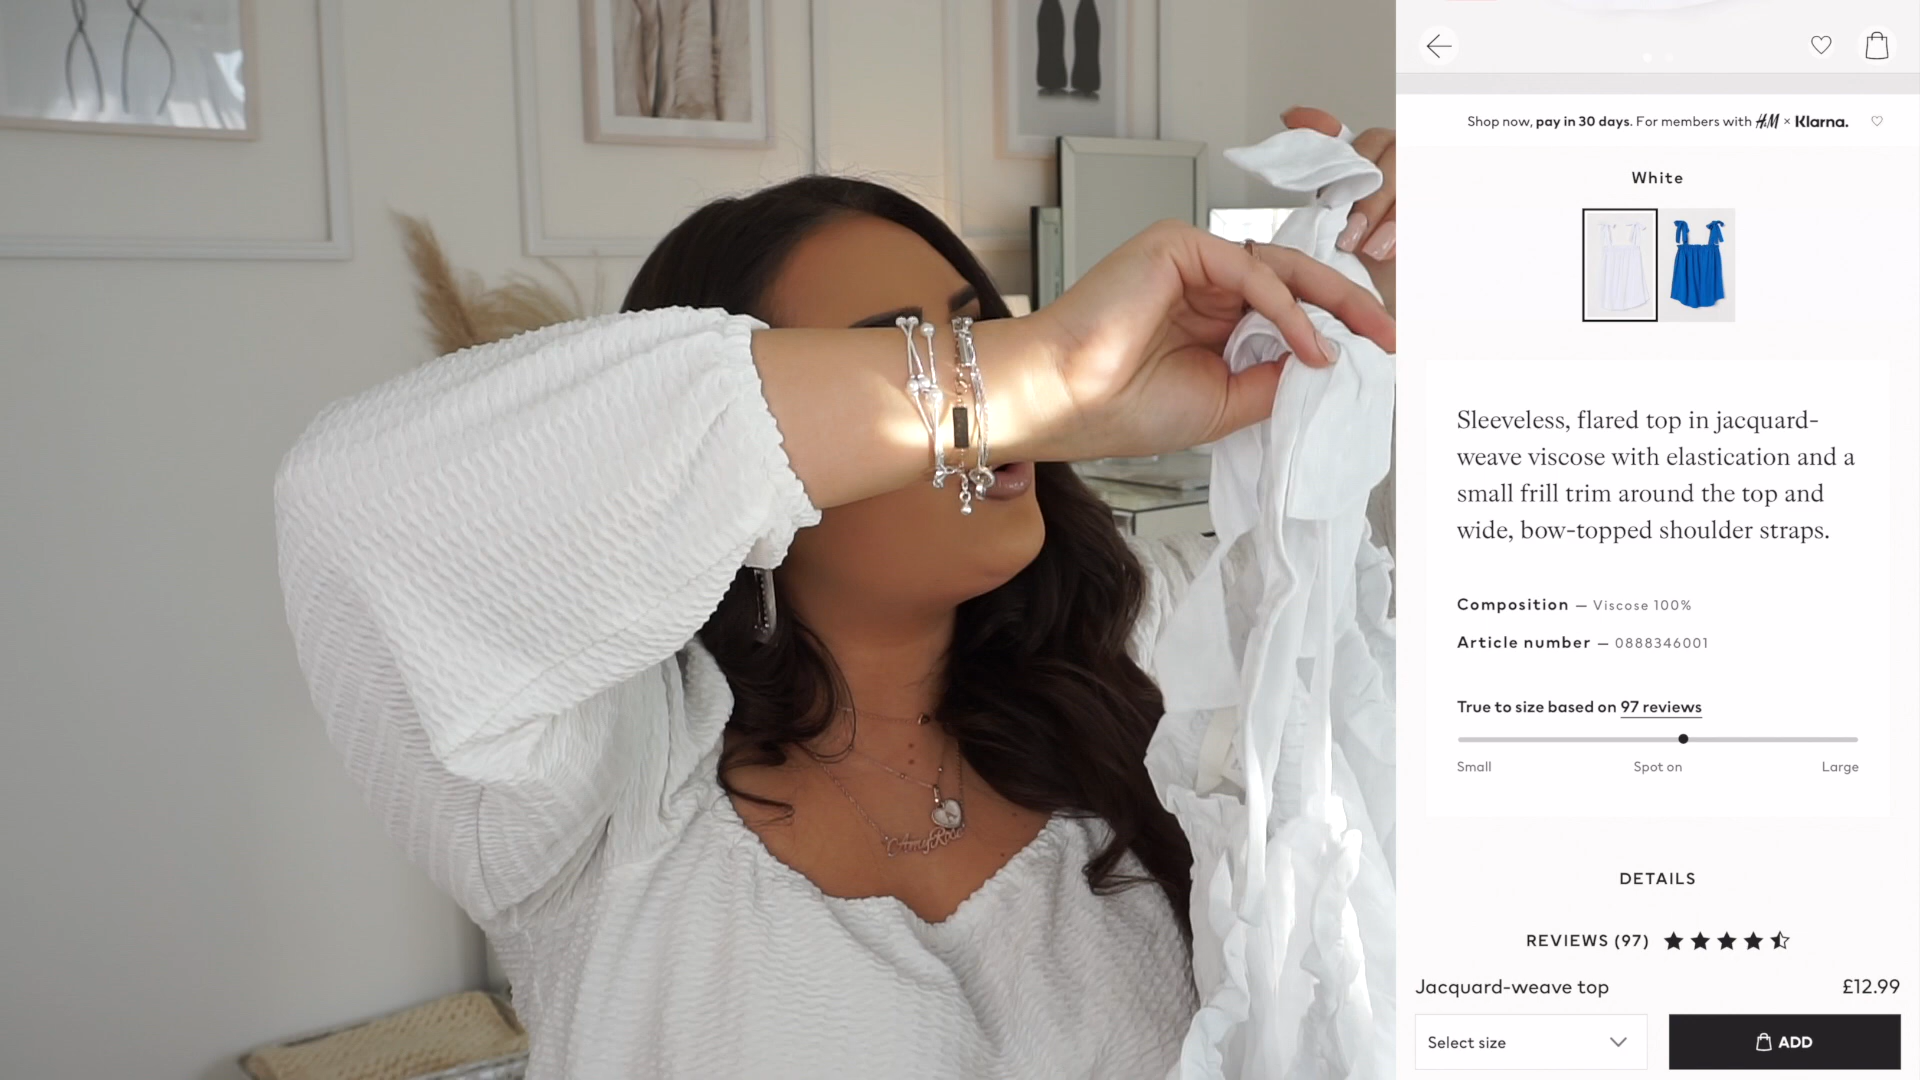 AmyRose
Shop now, pay in 30 days. For members with H&M × Klarna.
White
Sleeveless, flared top in jacquard-
weave viscose with elastication and a
small frill trim around the top and
wide, bow-topped shoulder straps.
Composition — Viscose 100%
Article number — 0888346001
True to size based on 97 reviews
Small Spot on Large
DETAILS
REVIEWS (97)
Jacquard-weave top £12.99
Select size ADD